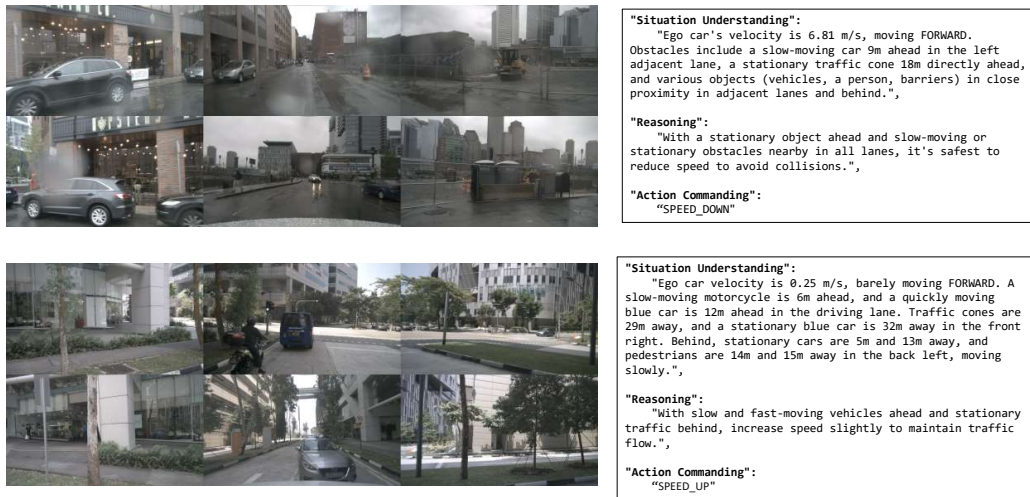 "Situation Understanding":
"Ego car's velocity is 6.81 m/s, moving FORWARD.
Obstacles include a slow-moving car 9m ahead in the left
adjacent lane, a stationary traffic cone 18m directly ahead,
and various objects (vehicles, a person, barriers) in close
proximity in adjacent lanes and behind.",
"Reasoning":
"With a stationary object ahead and slow-moving or
stationary obstacles nearby in all lanes, it's safest to
reduce speed to avoid collisions.",
"Action Commanding":
“SPEED_DOWN"
"Situation Understanding":
"Ego car velocity is 0.25 m/s, barely moving FORWARD. A
slow-moving motorcycle is 6m ahead, and a quickly moving
blue car is 12m ahead in the driving lane. Traffic cones are
29m away, and a stationary blue car is 32m away in the front
right. Behind, stationary cars are 5m and 13m away, and
pedestrians are 14m and 15m away in the back left, moving
slowly.",
"Reasoning":
"With slow and fast-moving vehicles ahead and stationary
traffic behind, increase speed slightly to maintain traffic
flow.",
"Action Commanding":
“SPEED_UP"